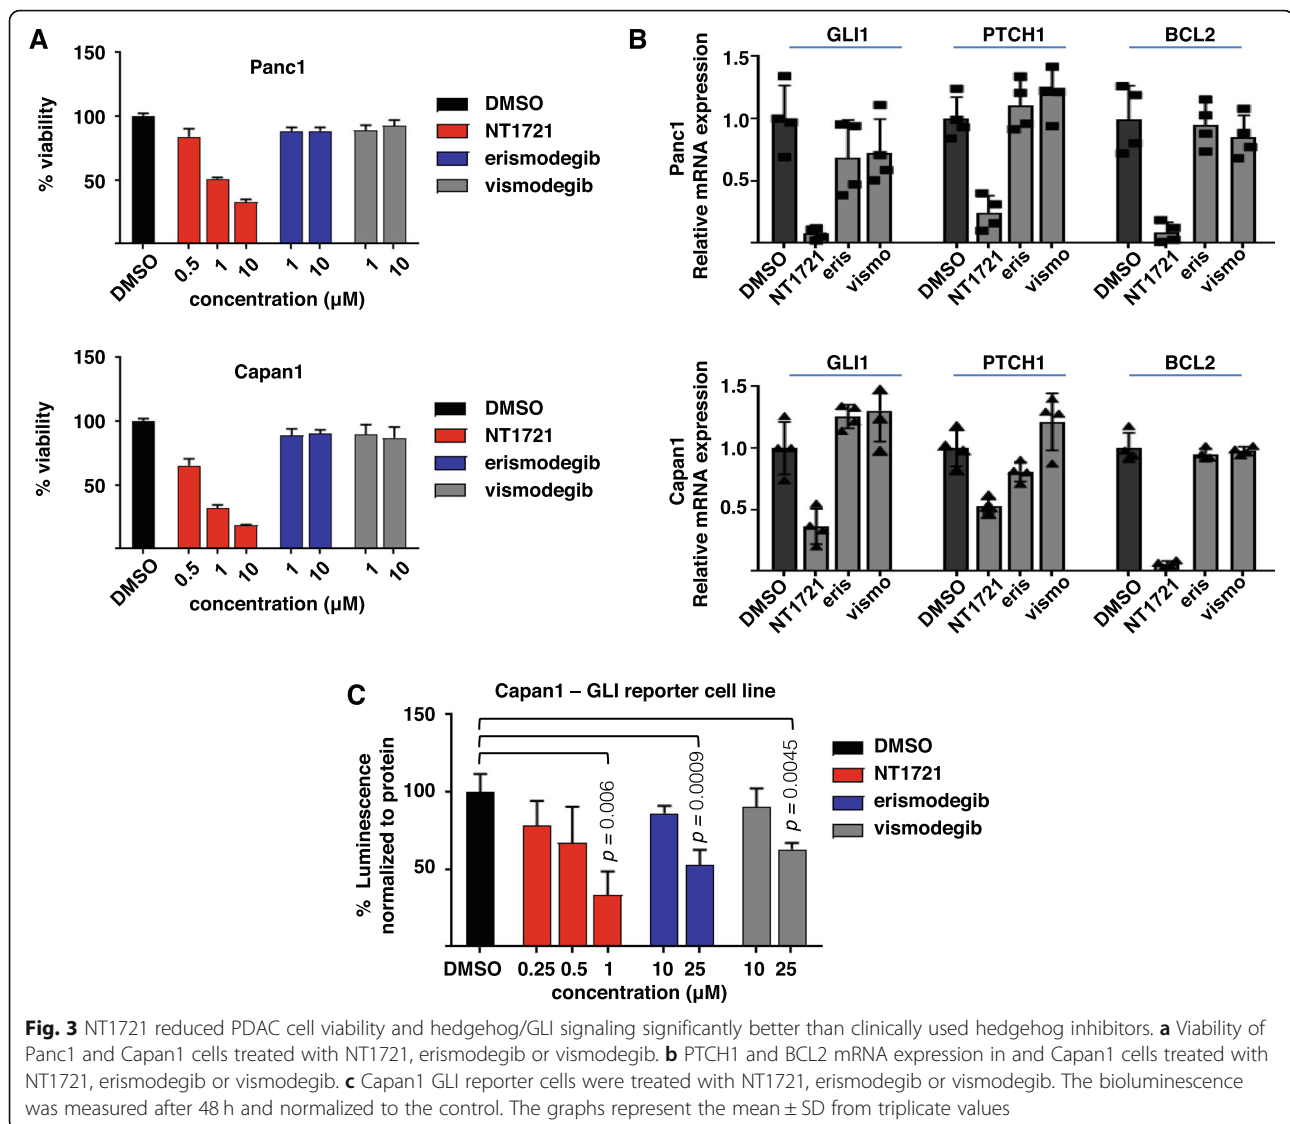 A
150
100
50
% viability
Panc1
DMSO
NT1721
erismodegib
vismodegib
DMSO
0.5
1
10
1
10
1
10
concentration (µM)
150
100
50
% viability
Capan1
DMSO
NT1721
erismodegib
vismodegib
DMSO
0.5
1
10
1
10
1
10
concentration (µM)
B
GLI1
PTCH1
BCL2
Panc1
Relative mRNA expression
1.5
1.0
0.5
DMSO
NT1721
eris
vismo
DMSO
NT1721
eris
vismo
DMSO
NT1721
eris
vismo
GLI1
PTCH1
BCL2
Capan1
Relative mRNA expression
1.5
1.0
0.5
DMSO
NT1721
eris
vismo
DMSO
NT1721
eris
vismo
DMSO
NT1721
eris
vismo
C
Capan1 – GLI reporter cell line
150
100
50
% Luminescence
normalized to protein
p = 0.006
p = 0.0009
p = 0.0045
DMSO
NT1721
erismodegib
vismodegib
DMSO 0.25 0.5 1 10 25 10 25
concentration (µM)
Fig. 3 NT1721 reduced PDAC cell viability and hedgehog/GLI signaling significantly better than clinically used hedgehog inhibitors. a Viability of
Panc1 and Capan1 cells treated with NT1721, erismodegib or vismodegib. b PTCH1 and BCL2 mRNA expression in and Capan1 cells treated with
NT1721, erismodegib or vismodegib. c Capan1 GLI reporter cells were treated with NT1721, erismodegib or vismodegib. The bioluminescence
was measured after 48 h and normalized to the control. The graphs represent the mean ± SD from triplicate values